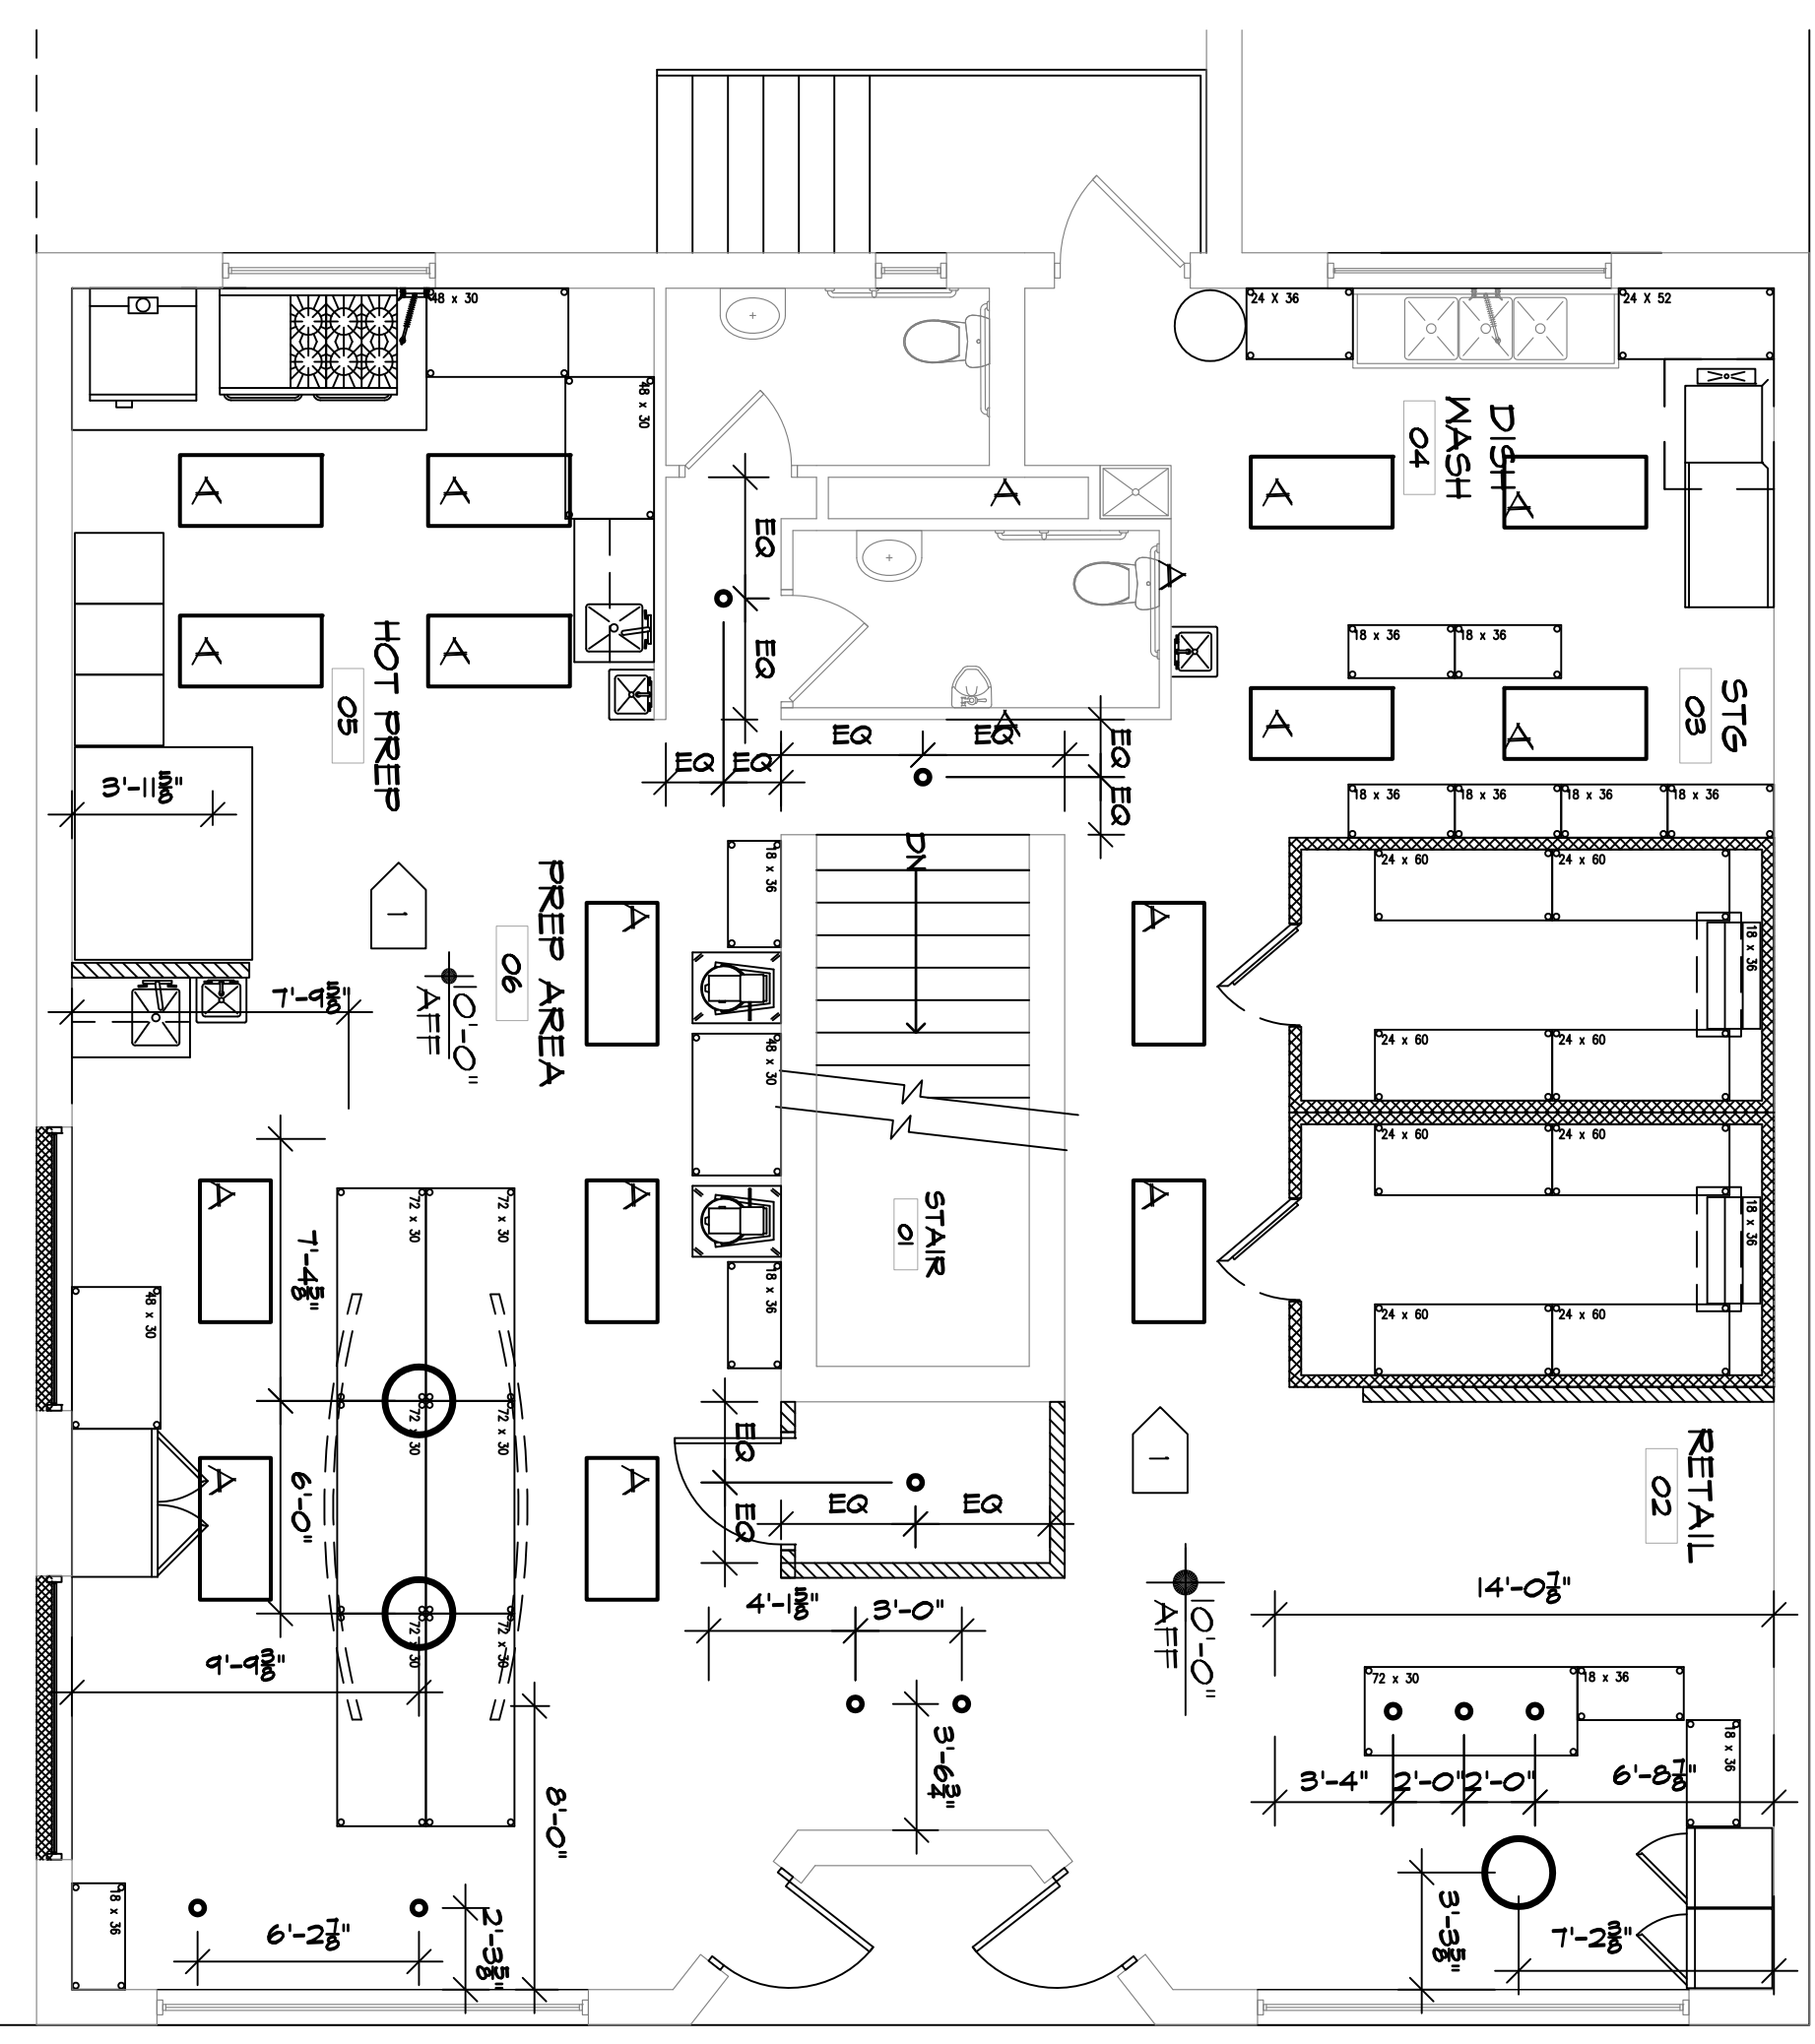 48 x 30
24 X 36
24 X 52
48 x 30
DISH
WASH
04
A
A
A
A
A
EQ
A
18 x 36
18 x 36
A
A
HOT PREP
05
EQ
STG
03
A
A
A
EQ
EQ
EQ
EQ
EQ
EQ
3'-11 5/8"
18 x 36
18 x 36
18 x 36
18 x 36
DN
18 x 36
24 x 60
24 x 60
1
PREP AREA
06
A
A
18 x 36
7'-9 5/8"
10'-0"
AFF
48 x 30
24 x 60
24 x 60
24 x 60
24 x 60
A
72 x 30
72 x 30
A
STAIR
01
A
18 x 36
7'-4 5/8"
48 x 30
18 x 36
24 x 60
24 x 60
72 x 30
72 x 30
EQ
1
RETAIL
02
A
6'-0"
A
EQ
EQ
EQ
14'-0 7/8"
4'-1 5/8"
3'-0"
10'-0"
AFF
72 x 30
72 x 30
9'-9 3/8"
72 x 30
18 x 36
18 x 36
3'-6 3/4"
3'-4"
2'-0"
2'-0"
6'-8 7/8"
8'-0"
18 x 36
6'-2 7/8"
2'-3 5/8"
3'-3 5/8"
7'-2 3/8"